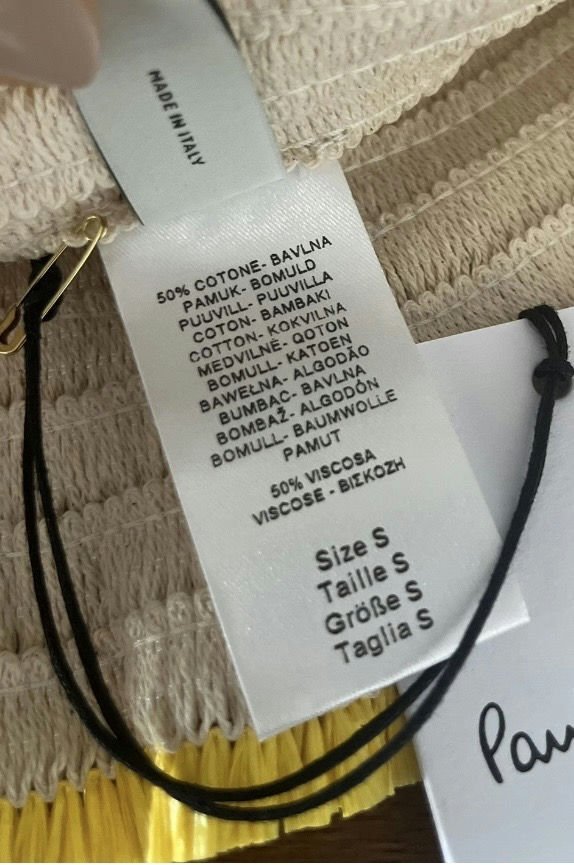 MADE IN ITALY
50% COTONE- BAVLNA
PAMUK- BOMULD
PUUVILL- PUUVILLA
COTON- BAMBAKI
COTTON- KOKVILNA
MEDVILNĖ- QOTON
BOMULL- KATOEN
BAWEŁNA- ALGODÃO
BUMBAC- BAVLNA
BOMBAŽ- ALGODÓN
BOMULL- BAUMWOLLE
PAMUT
50% VISCOSA
VISCOSE - ΒΙΣΚΟΖΗ
Size S
Taille S
Größe S
Taglia S